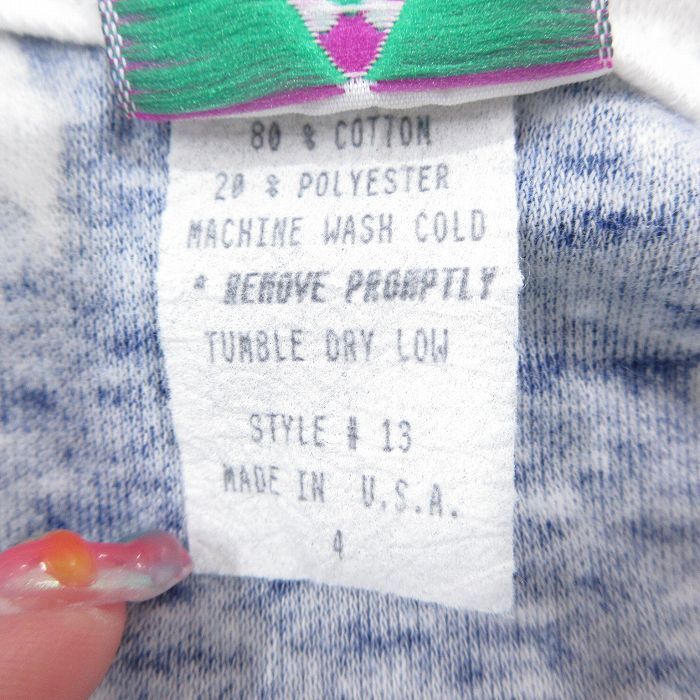 80 % COTTON
20 % POLYESTER
MACHINE WASH COLD
* REMOVE PROMPTLY
TUMBLE DRY LOW
STYLE # 13
MADE IN U.S.A.
4